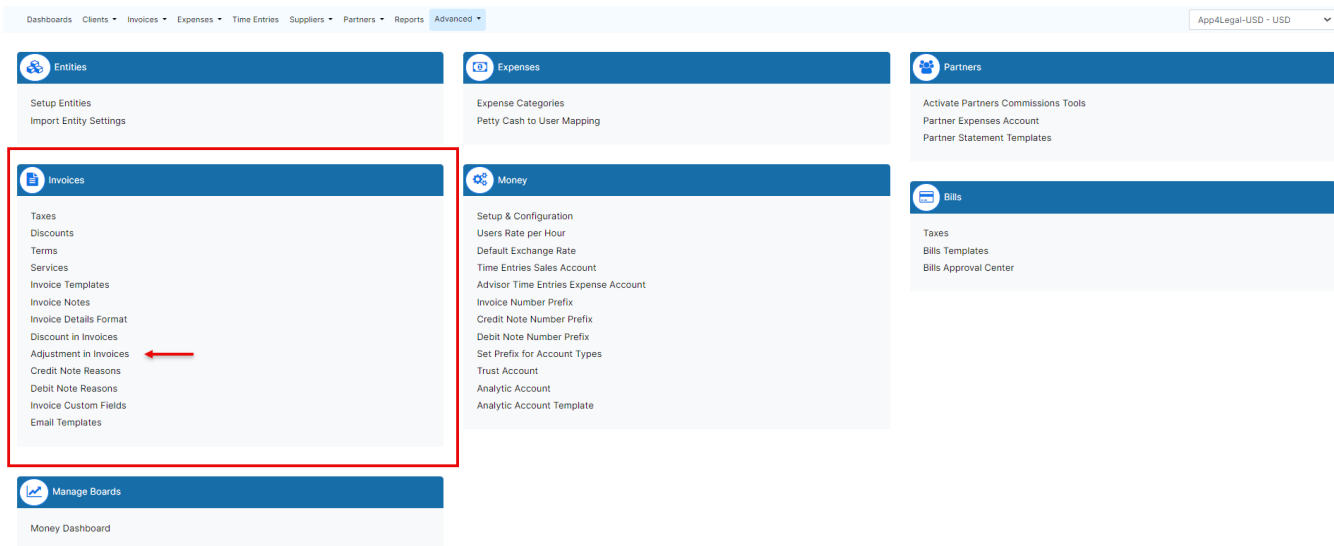 Dashboards Clients Invoices Expenses Time Entries Suppliers Partners Reports Advanced App4Legal-USD - USD
Entities
Setup Entities
Import Entity Settings
Expenses
Expense Categories
Petty Cash to User Mapping
Partners
Activate Partners Commissions Tools
Partner Expenses Account
Partner Statement Templates
Invoices
Taxes
Discounts
Terms
Services
Invoice Templates
Invoice Notes
Invoice Details Format
Discount in Invoices
Adjustment in Invoices
Credit Note Reasons
Debit Note Reasons
Invoice Custom Fields
Email Templates
Money
Setup & Configuration
Users Rate per Hour
Default Exchange Rate
Time Entries Sales Account
Advisor Time Entries Expense Account
Invoice Number Prefix
Credit Note Number Prefix
Debit Note Number Prefix
Set Prefix for Account Types
Trust Account
Analytic Account
Analytic Account Template
Bills
Taxes
Bills Templates
Bills Approval Center
Manage Boards
Money Dashboard